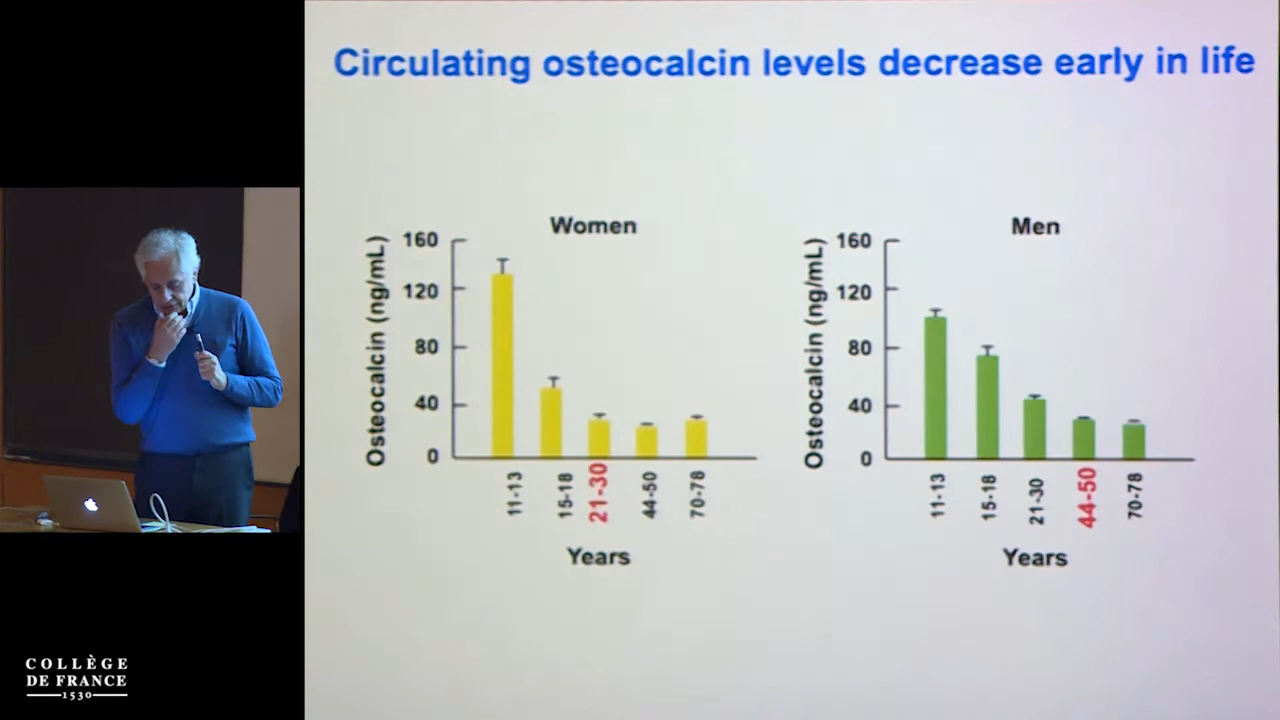 Circulating osteocalcin levels decrease early in life
Women
Osteocalcin (ng/mL)
160
120
80
40
0
11-13
15-18
21-30
44-50
70-78
Years
Men
Osteocalcin (ng/mL)
160
120
80
40
0
11-13
15-18
21-30
44-50
70-78
Years
COLLÈGE
DE FRANCE
1530